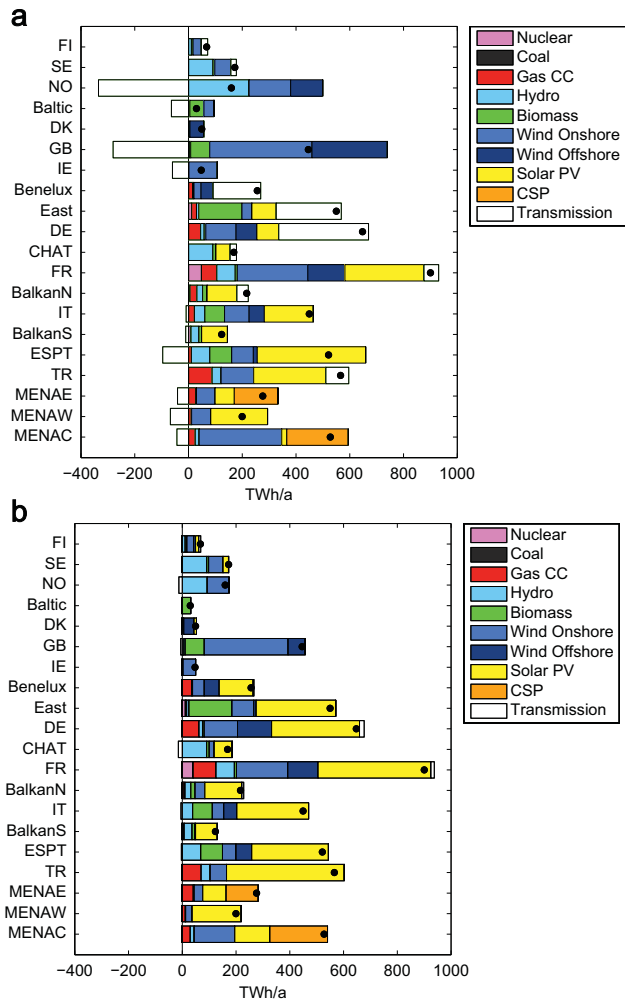 a
FI
SE
NO
Baltic
DK
GB
IE
Benelux
East
DE
CHAT
FR
BalkanN
IT
BalkanS
ESPT
TR
MENAE
MENAW
MENAC
−400
−200
0
200
400
600
800
1000
TWh/a
Nuclear
Coal
Gas CC
Hydro
Biomass
Wind Onshore
Wind Offshore
Solar PV
CSP
Transmission
b
FI
SE
NO
Baltic
DK
GB
IE
Benelux
East
DE
CHAT
FR
BalkanN
IT
BalkanS
ESPT
TR
MENAE
MENAW
MENAC
−400
−200
0
200
400
600
800
1000
TWh/a
Nuclear
Coal
Gas CC
Hydro
Biomass
Wind Onshore
Wind Offshore
Solar PV
CSP
Transmission